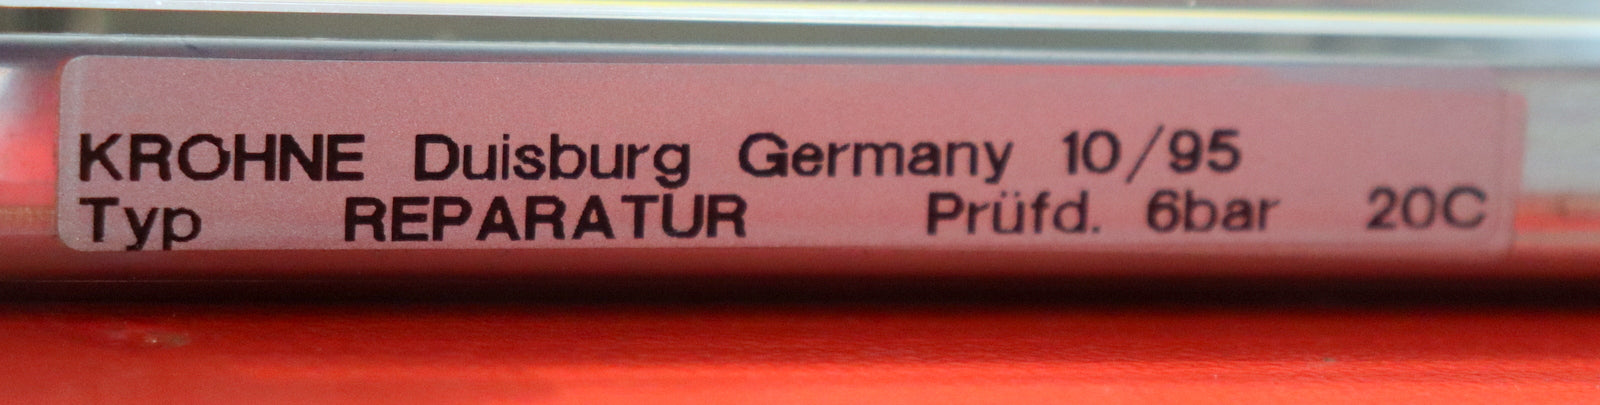 KROHNE Duisburg Germany 10/95
Typ REPARATUR Prüfd. 6bar 20C